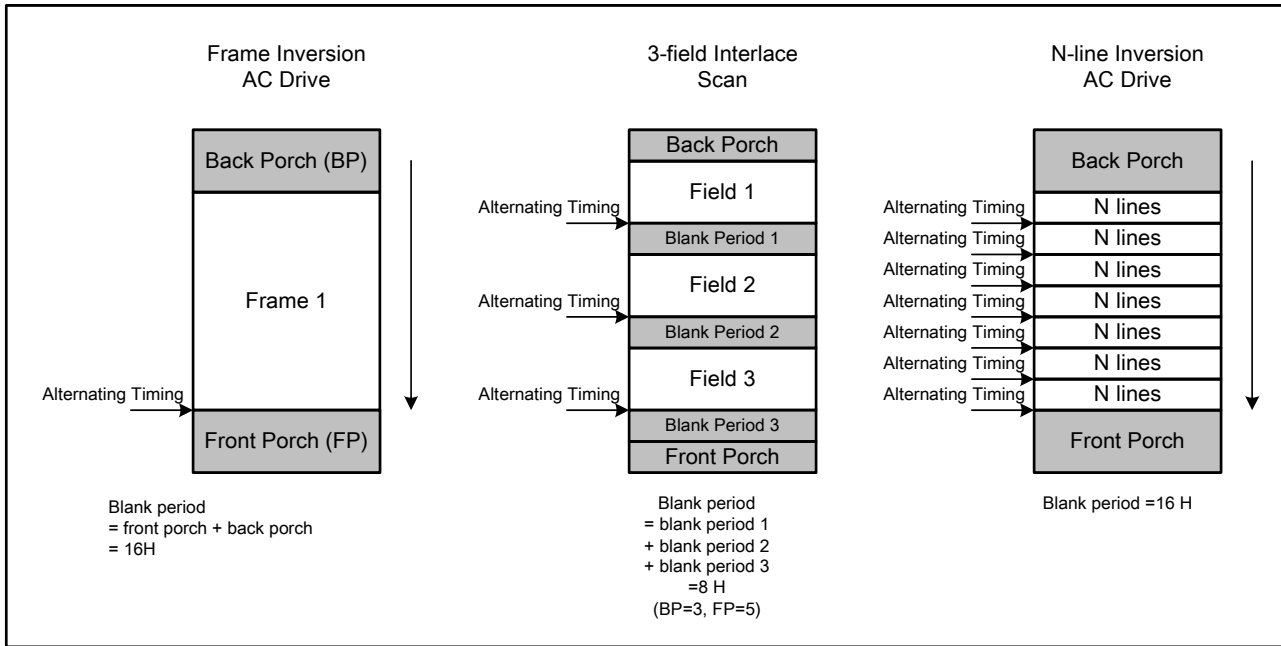 Frame Inversion
AC Drive
Back Porch (BP)
Frame 1
Alternating Timing
Front Porch (FP)
Blank period
= front porch + back porch
= 16H
3-field Interlace
Scan
Back Porch
Field 1
Alternating Timing
Blank Period 1
Field 2
Alternating Timing
Blank Period 2
Field 3
Alternating Timing
Blank Period 3
Front Porch
Blank period
= blank period 1
+ blank period 2
+ blank period 3
=8 H
(BP=3, FP=5)
N-line Inversion
AC Drive
Back Porch
N lines
Alternating Timing
N lines
Alternating Timing
N lines
Alternating Timing
N lines
Alternating Timing
N lines
Alternating Timing
N lines
Alternating Timing
N lines
Alternating Timing
Front Porch
Blank period =16 H